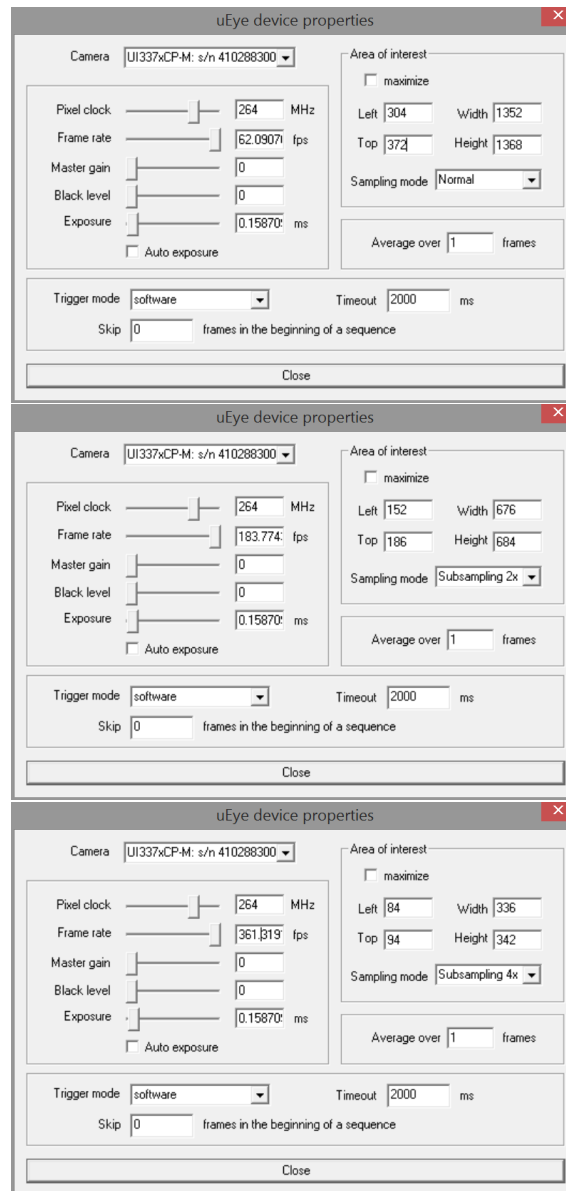 uEye device properties
Camera UI337xCP-M: s/n 410288300
Area of interest
maximize
Pixel clock 264 MHz
Left 304 Width 1352
Frame rate 62.0907 fps
Top 372 Height 1368
Master gain 0
Sampling mode Normal
Black level 0
Exposure 0.15870 ms
Average over 1 frames
Auto exposure
Trigger mode software Timeout 2000 ms
Skip 0 frames in the beginning of a sequence
Close
uEye device properties
Camera UI337xCP-M: s/n 410288300
Area of interest
maximize
Pixel clock 264 MHz
Left 152 Width 676
Frame rate 183.774 fps
Top 186 Height 684
Master gain 0
Sampling mode Subsampling 2x
Black level 0
Exposure 0.15870 ms
Average over 1 frames
Auto exposure
Trigger mode software Timeout 2000 ms
Skip 0 frames in the beginning of a sequence
Close
uEye device properties
Camera UI337xCP-M: s/n 410288300
Area of interest
maximize
Pixel clock 264 MHz
Left 84 Width 336
Frame rate 361.319 fps
Top 94 Height 342
Master gain 0
Sampling mode Subsampling 4x
Black level 0
Exposure 0.15870 ms
Average over 1 frames
Auto exposure
Trigger mode software Timeout 2000 ms
Skip 0 frames in the beginning of a sequence
Close